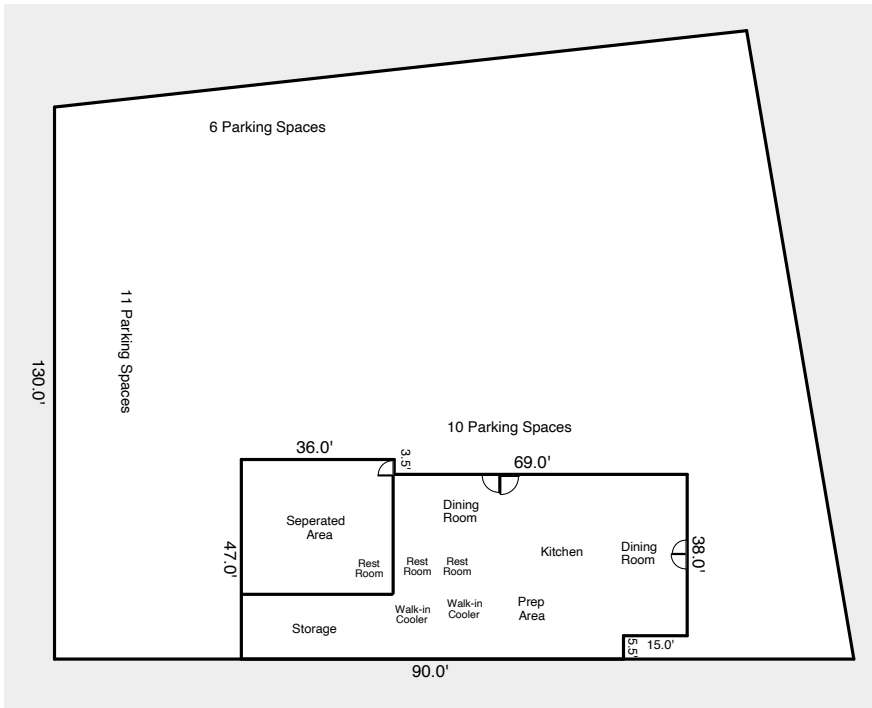 6 Parking Spaces
11 Parking Spaces
130.0'
10 Parking Spaces
36.0'
3.5'
69.0'
Dining
Room
Seperated
Area
47.0'
Rest
Room
Rest
Room
Rest
Room
Kitchen
Dining
Room
38.0'
Walk-in
Cooler
Walk-in
Cooler
Prep
Area
Storage
5.5'
15.0'
90.0'